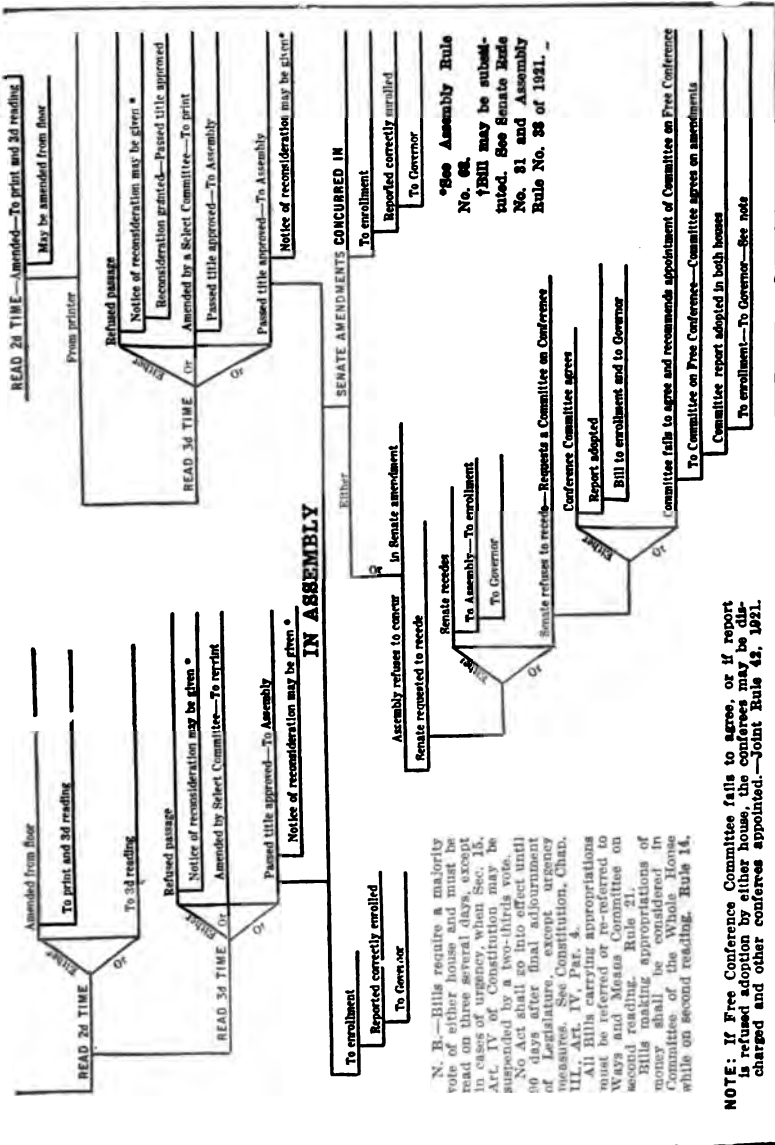 Amended from floor
To print and 3d reading
Either
READ 2d TIME
Or
To 3d reading
Refused passage
Notice of reconsideration may be given *
Either
READ 3d TIME
Or
Amended by Select Committee—To reprint
Or
Passed title approved—To Assembly
Notice of reconsideration may be given *
READ 2d TIME—Amended—To print and 3d reading
May be amended from floor
From printer
Refused passage
Notice of reconsideration may be given *
Reconsideration granted—Passed title approved
Either
READ 3d TIME
Or
Amended by a Select Committee—To print
Passed title approved—To Assembly
Or
Passed title approved—To Assembly
Notice of reconsideration may be given*
IN ASSEMBLY
To enrollment
Reported correctly enrolled
To Governor
Either
SENATE AMENDMENTS CONCURRED IN
To enrollment
Reported correctly enrolled
To Governor
Or
Assembly refuses to concur in Senate amendment
Senate requested to recede
Senate recedes
To Assembly—To enrollment
To Governor
Either
Or
Senate refuses to recede—Requests a Committee on Conference
Conference Committee agrees
Report adopted
Bill to enrollment and to Governor
Either
Or
Committee fails to agree and recommends appointment of Committee on Free Conference
To Committee on Free Conference—Committee agrees on amendments
Committee report adopted in both houses
To enrollment—To Governor—See note
*See Assembly Rule
No.
†Bill may be substi-
tuted. See Senate Rule
No. 31 and Assembly
Rule No. 38 of 1921.
N. B.—Bills require a majority
vote of either house and must be
read on three several days, except
in cases of urgency, when Sec. 15,
Art. IV of Constitution may be
suspended by a two-thirds vote.
No Act shall go into effect until
90 days after final adjournment
of Legislature, except urgency
measures. See Constitution, Chap.
III, Art. IV, Par. 4.
All Bills carrying appropriations
must be referred or re-referred to
Ways and Means Committee on
second reading. Rule 21.
Bills making appropriations of
money shall be considered in
Committee of the Whole House
while on second reading. Rule 14.
NOTE: If Free Conference Committee fails to agree, or if report
is refused adoption by either house, the conferees may be dis-
charged and other conferees appointed.—Joint Rule 42, 1921.